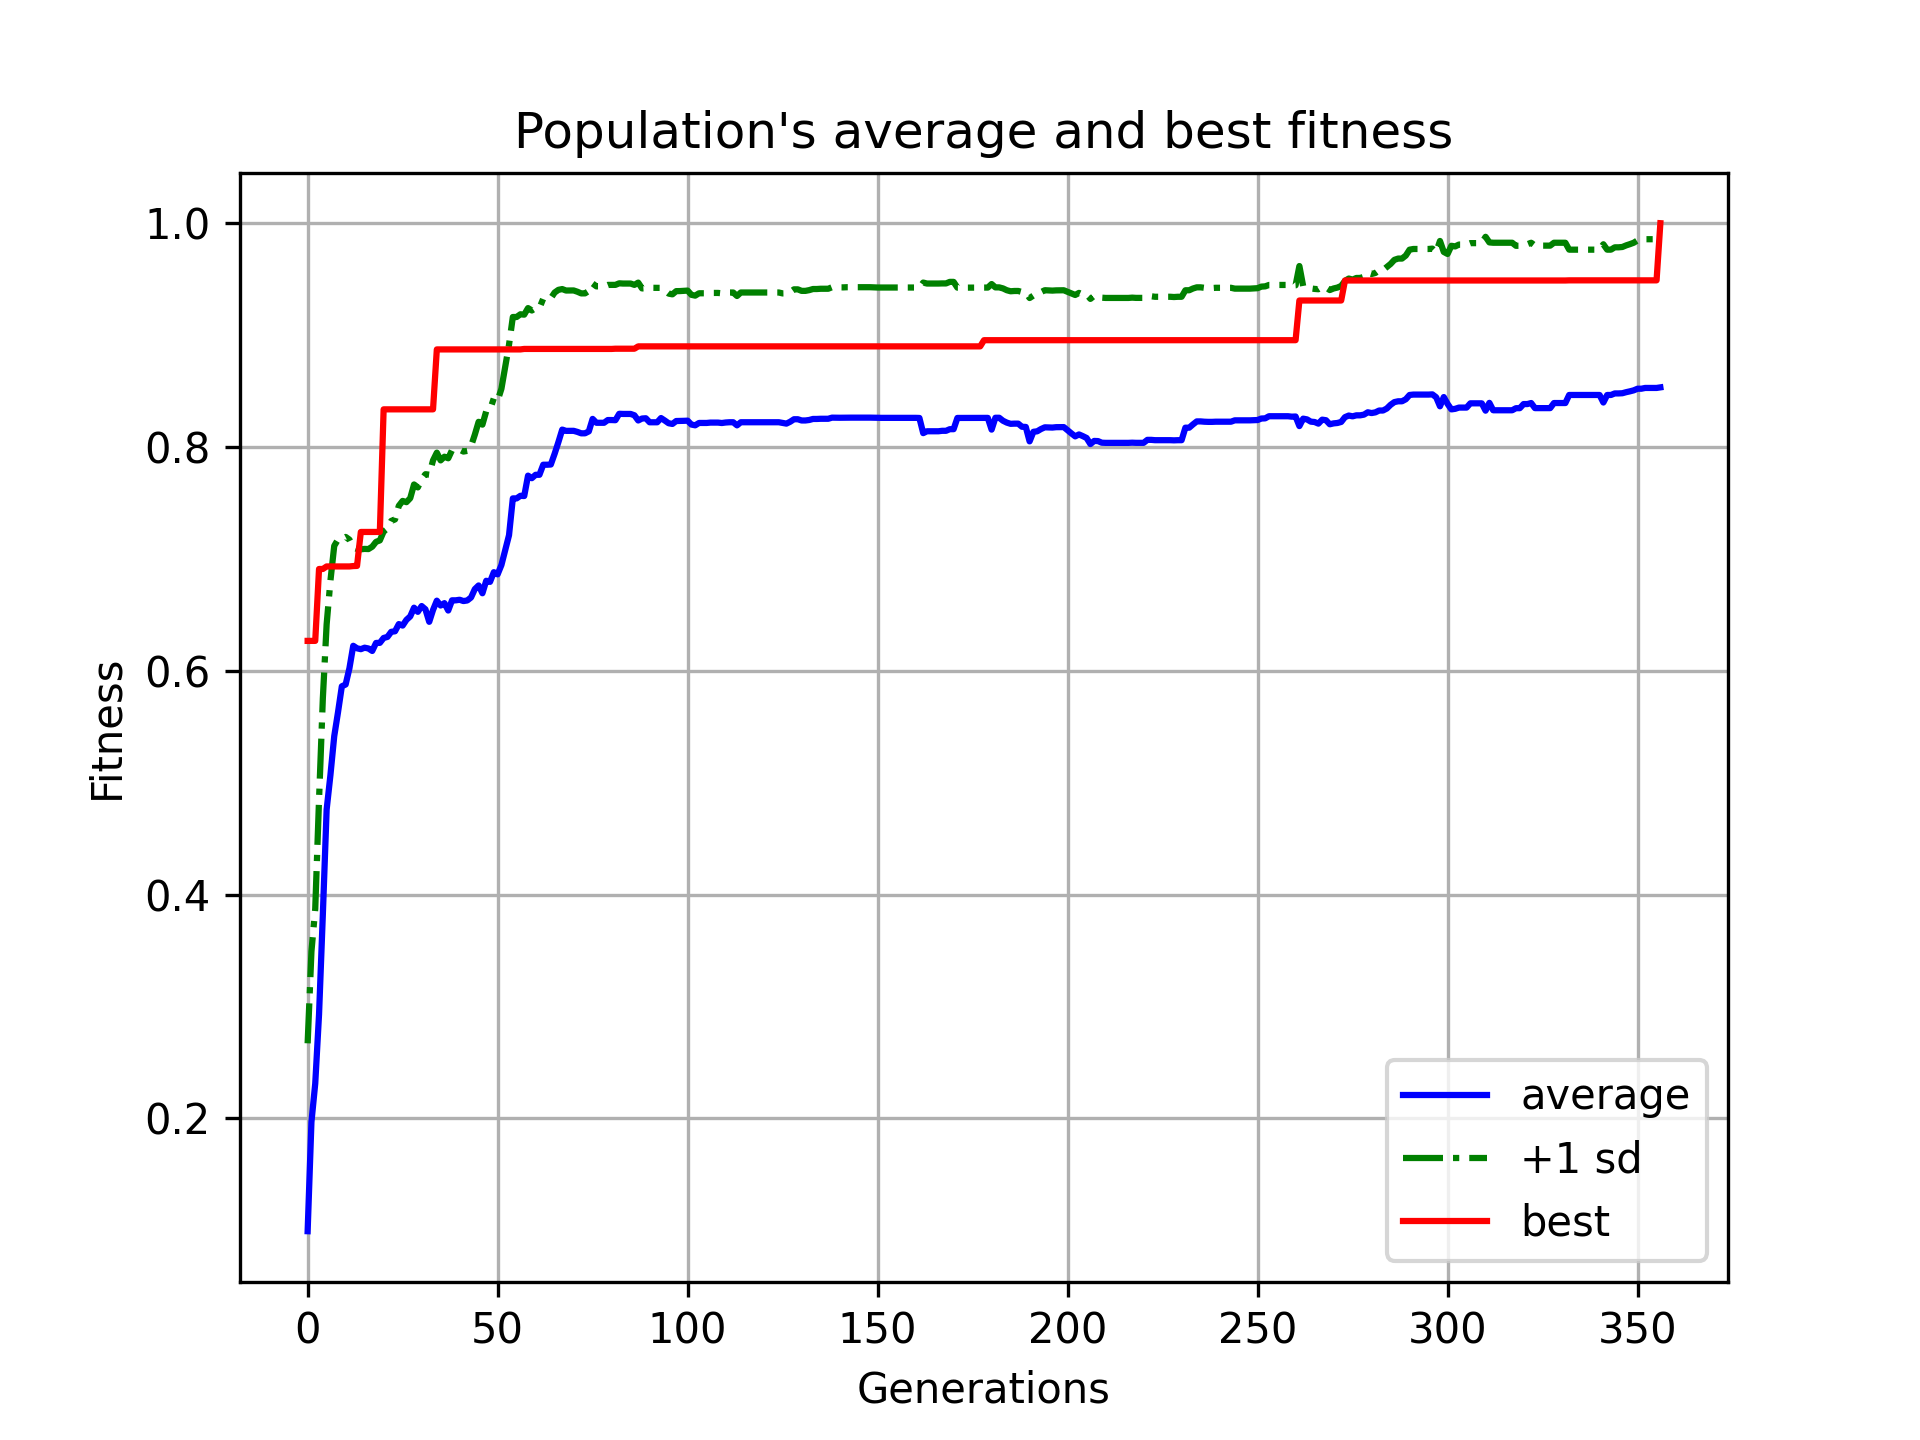 Population's average and best fitness
1.0
0.8
0.6
0.4
0.2
Fitness
0 50 100 150 200 250 300 350
Generations
average
+1 sd
best